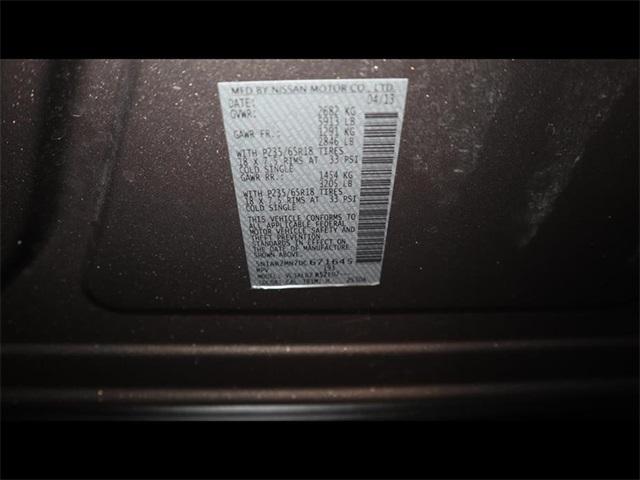 MFD BY NISSAN MOTOR CO., LTD.
DATE: 04/13
GVWR: 2682 KG
5913 LB
GAWR FR.: 1291 KG
2846 LB
WITH P235/65R18 TIRES
18 X 7.5 RIMS AT 33 PSI
COLD SINGLE
GAWR RR.: 1454 KG
3205 LB
WITH P235/65R18 TIRES
18 X 7.5 RIMS AT 33 PSI
COLD SINGLE
THIS VEHICLE CONFORMS TO
ALL APPLICABLE FEDERAL
MOTOR VEHICLE SAFETY AND
THEFT PREVENTION STANDARDS
IN EFFECT ON THE DATE OF MANUFACTURE
SHOWN ABOVE.
671645
MPV
MODEL:
COLOR: TRIM: